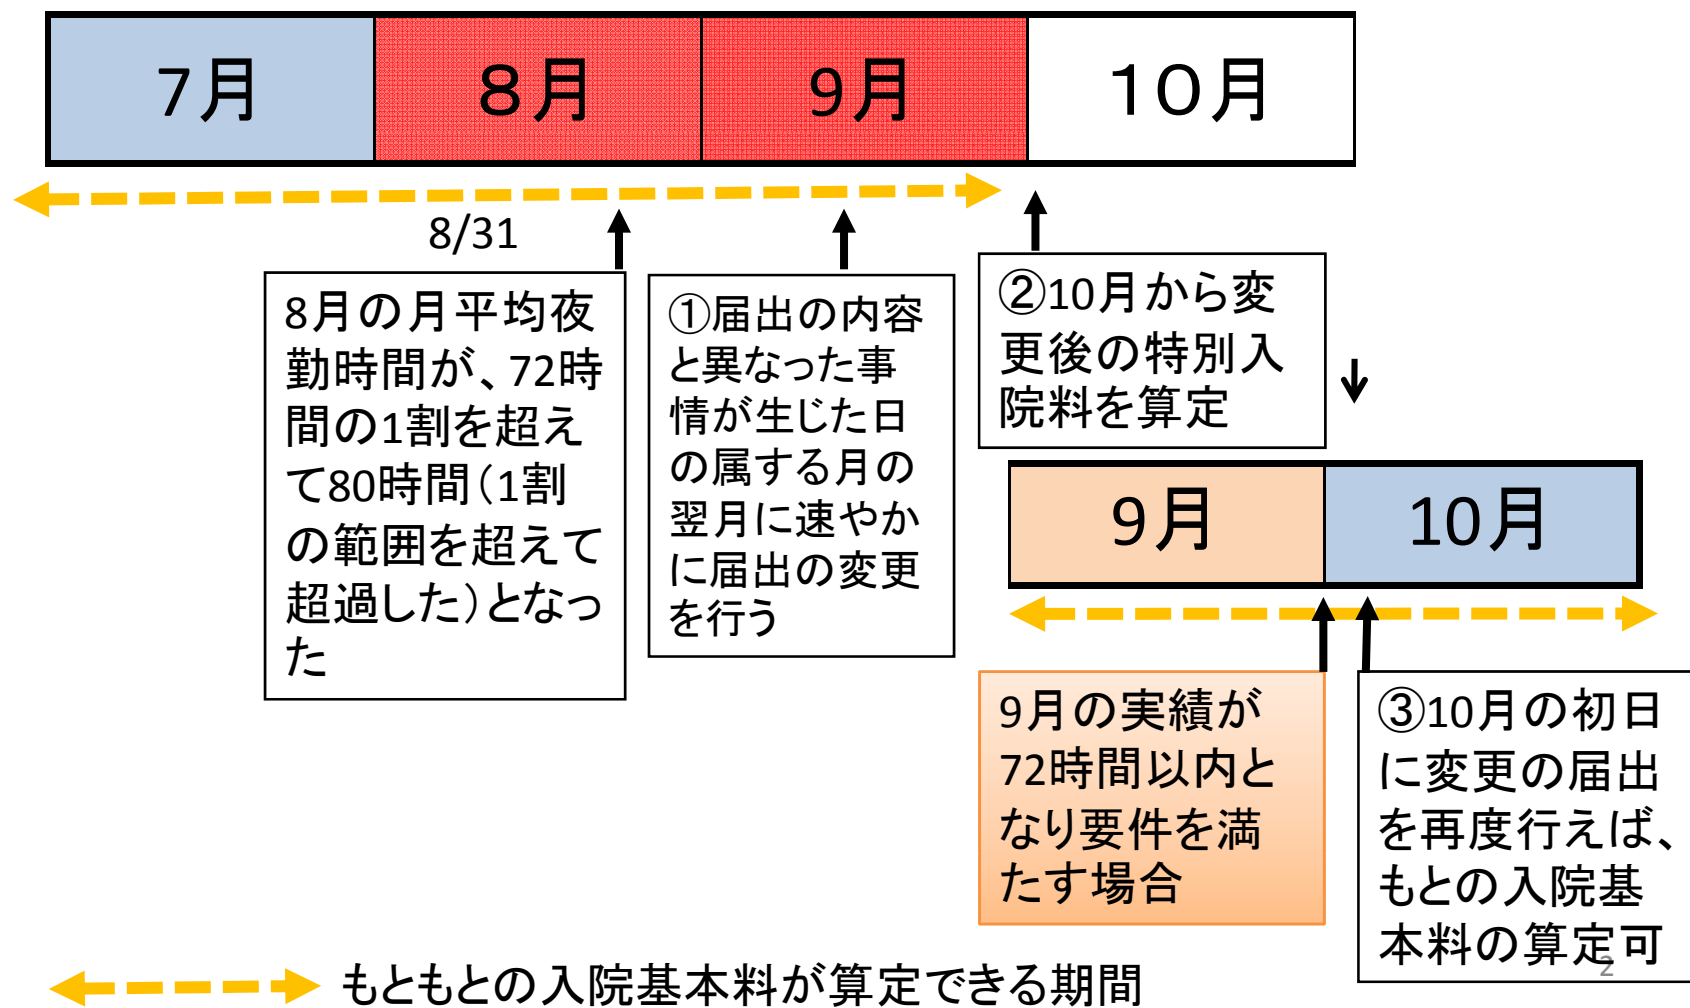 7月
８月
9月
１０月
8/31
8月の月平均夜
勤時間が、72時
間の1割を超え
て80時間（1割
の範囲を超えて
超過した）となっ
た
①届出の内容
と異なった事
情が生じた日
の属する月の
翌月に速やか
に届出の変更
を行う
②10月から変
更後の特別入
院料を算定
9月
10月
9月の実績が
72時間以内と
なり要件を満
たす場合
③10月の初日
に変更の届出
を再度行えば、
もとの入院基
本料の算定可
2
もともとの入院基本料が算定できる期間